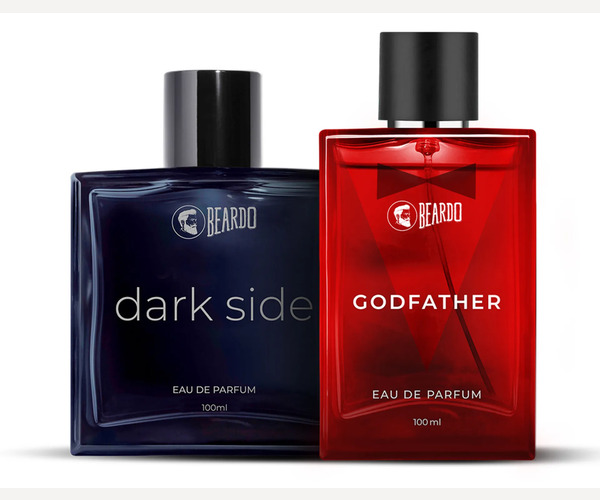 BEARDO
dark side
EAU DE PARFUM
100ml
BEARDO
GODFATHER
EAU DE PARFUM
100ml